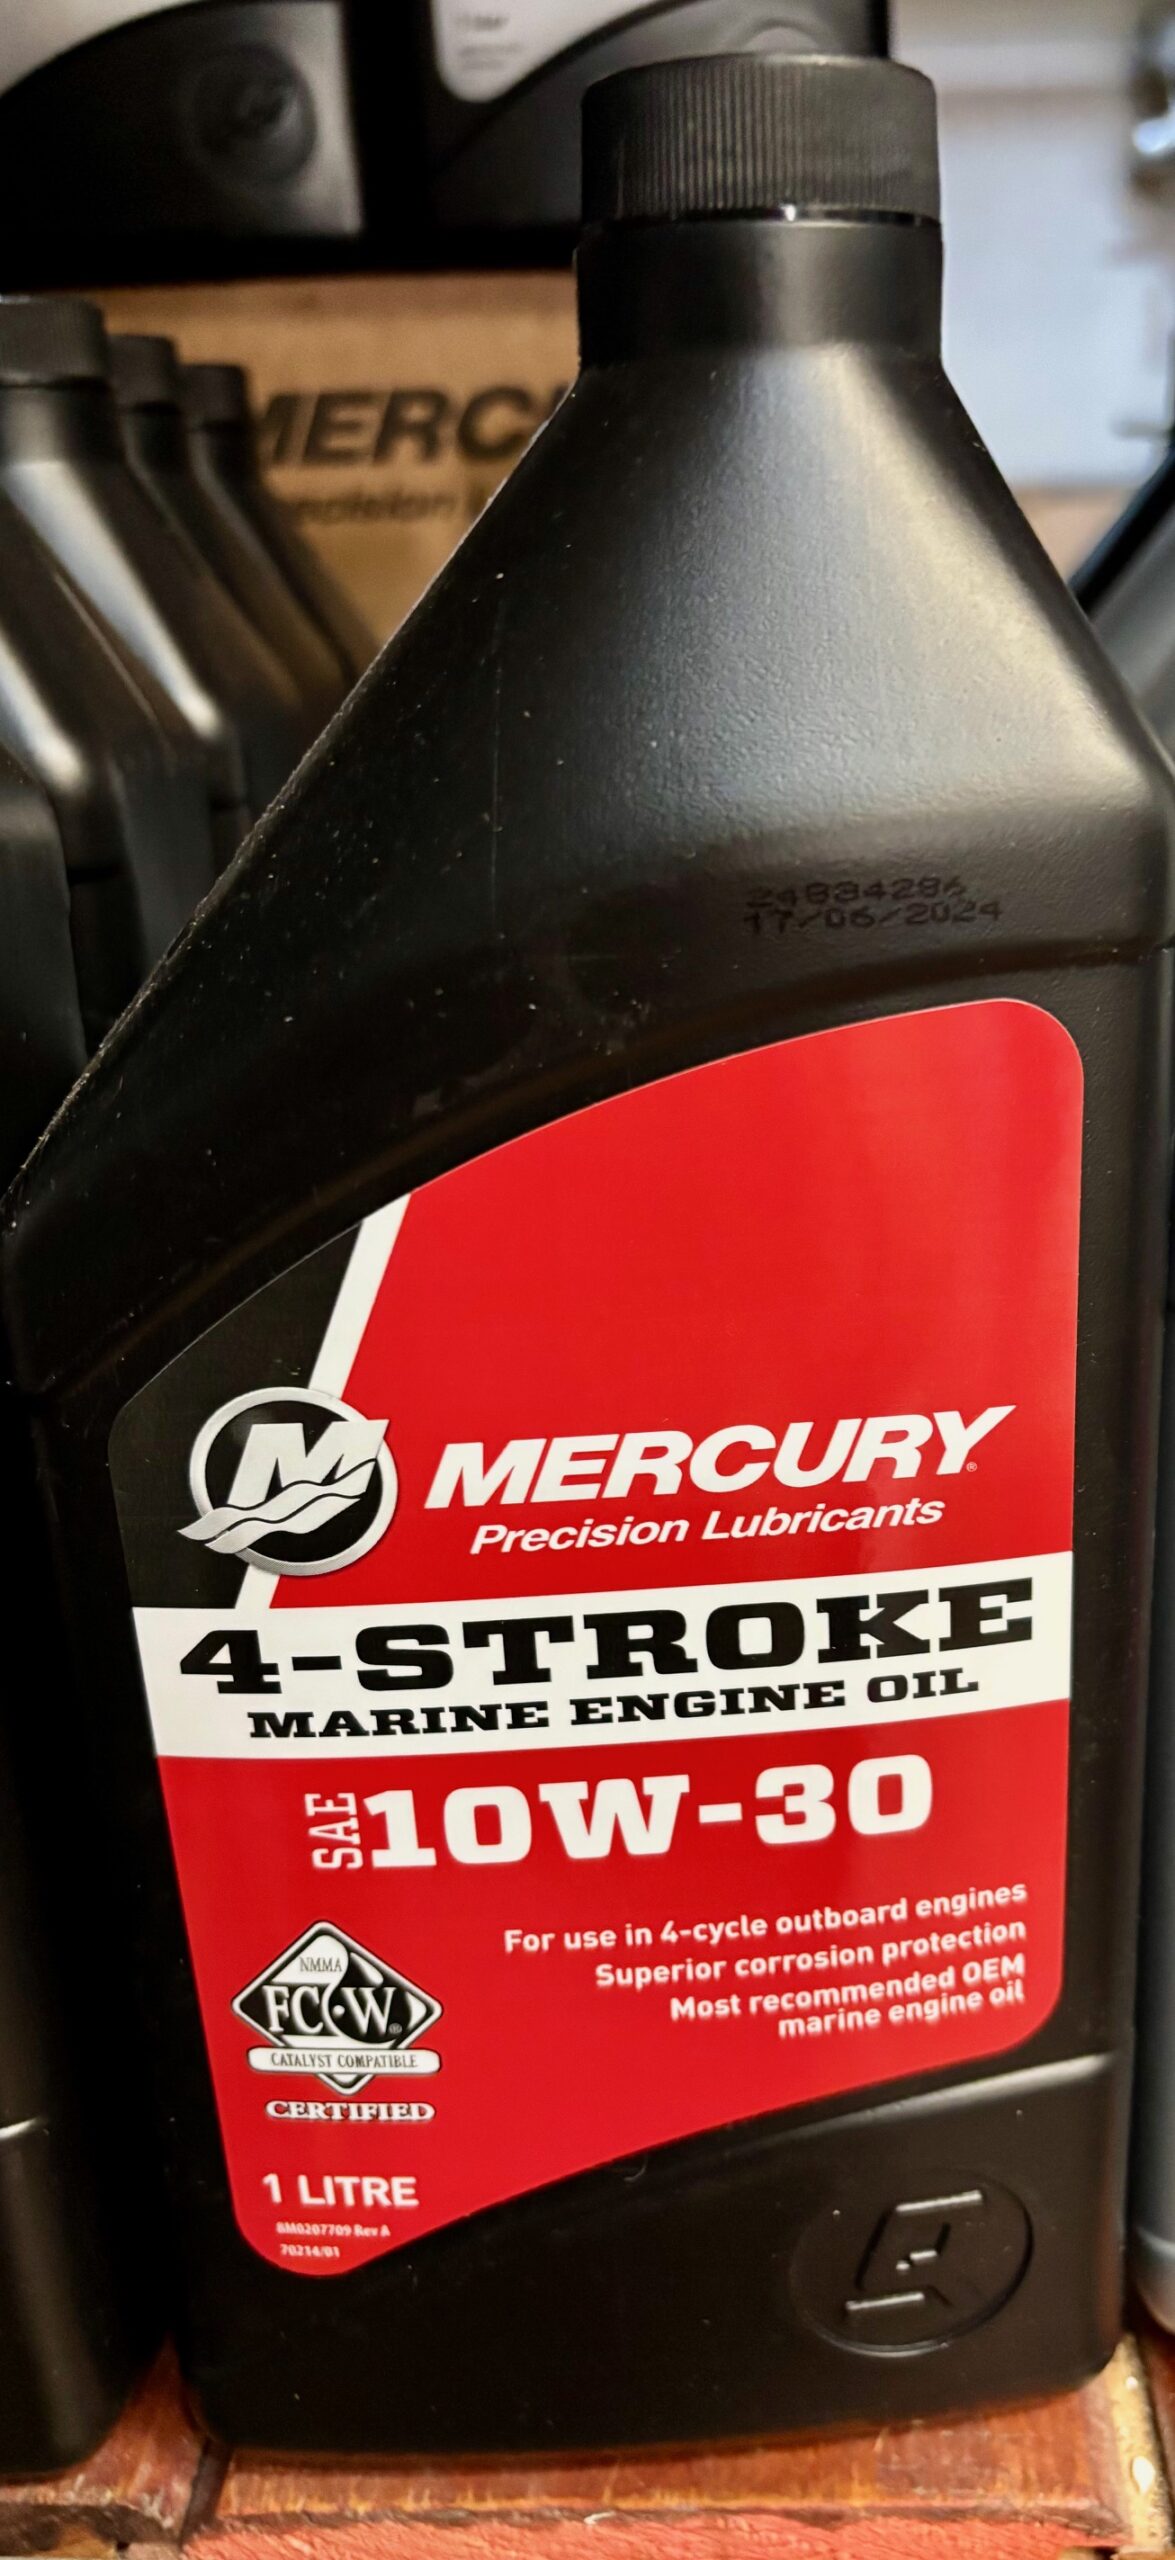 MERC
24834286
17/06/2024
M
MERCURY®
Precision Lubricants
4-STROKE
MARINE ENGINE OIL
SAE 10W-30
For use in 4-cycle outboard engines
Superior corrosion protection
Most recommended OEM
marine engine oil
NMMA
FC-W®
CATALYST COMPATIBLE
CERTIFIED
1 LITRE
8M0207709 Rev A
70214/01